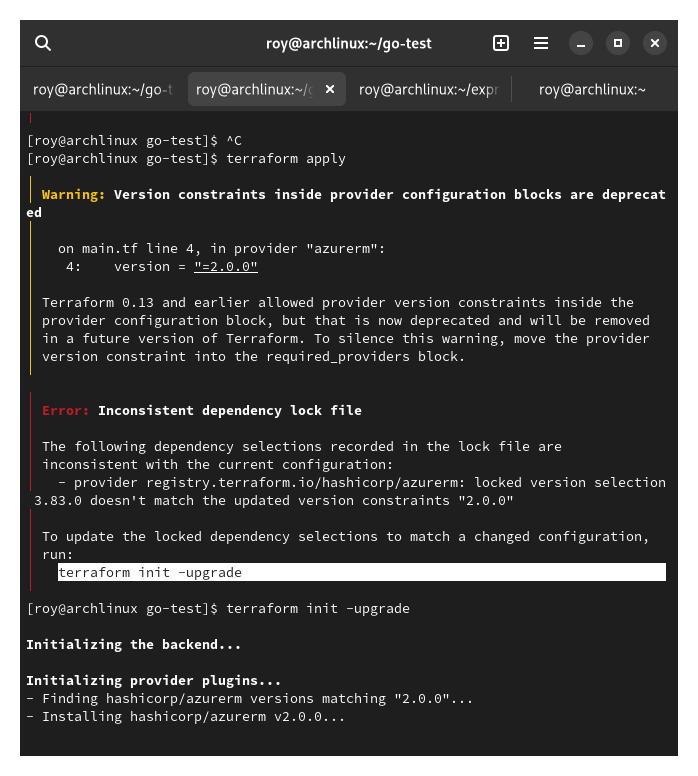 roy@archlinux:~/go-test
roy@archlinux:~/go-t
roy@archlinux:~/g
roy@archlinux:~/expr
roy@archlinux:~
[roy@archlinux go-test]$ ^C
[roy@archlinux go-test]$ terraform apply
Warning: Version constraints inside provider configuration blocks are deprecat
ed
on main.tf line 4, in provider "azurerm":
4: version = "=2.0.0"
Terraform 0.13 and earlier allowed provider version constraints inside the
provider configuration block, but that is now deprecated and will be removed
in a future version of Terraform. To silence this warning, move the provider
version constraint into the required_providers block.
Error: Inconsistent dependency lock file
The following dependency selections recorded in the lock file are
inconsistent with the current configuration:
- provider registry.terraform.io/hashicorp/azurerm: locked version selection
3.83.0 doesn't match the updated version constraints "2.0.0"
To update the locked dependency selections to match a changed configuration,
run:
terraform init -upgrade
[roy@archlinux go-test]$ terraform init -upgrade
Initializing the backend...
Initializing provider plugins...
- Finding hashicorp/azurerm versions matching "2.0.0"...
- Installing hashicorp/azurerm v2.0.0...